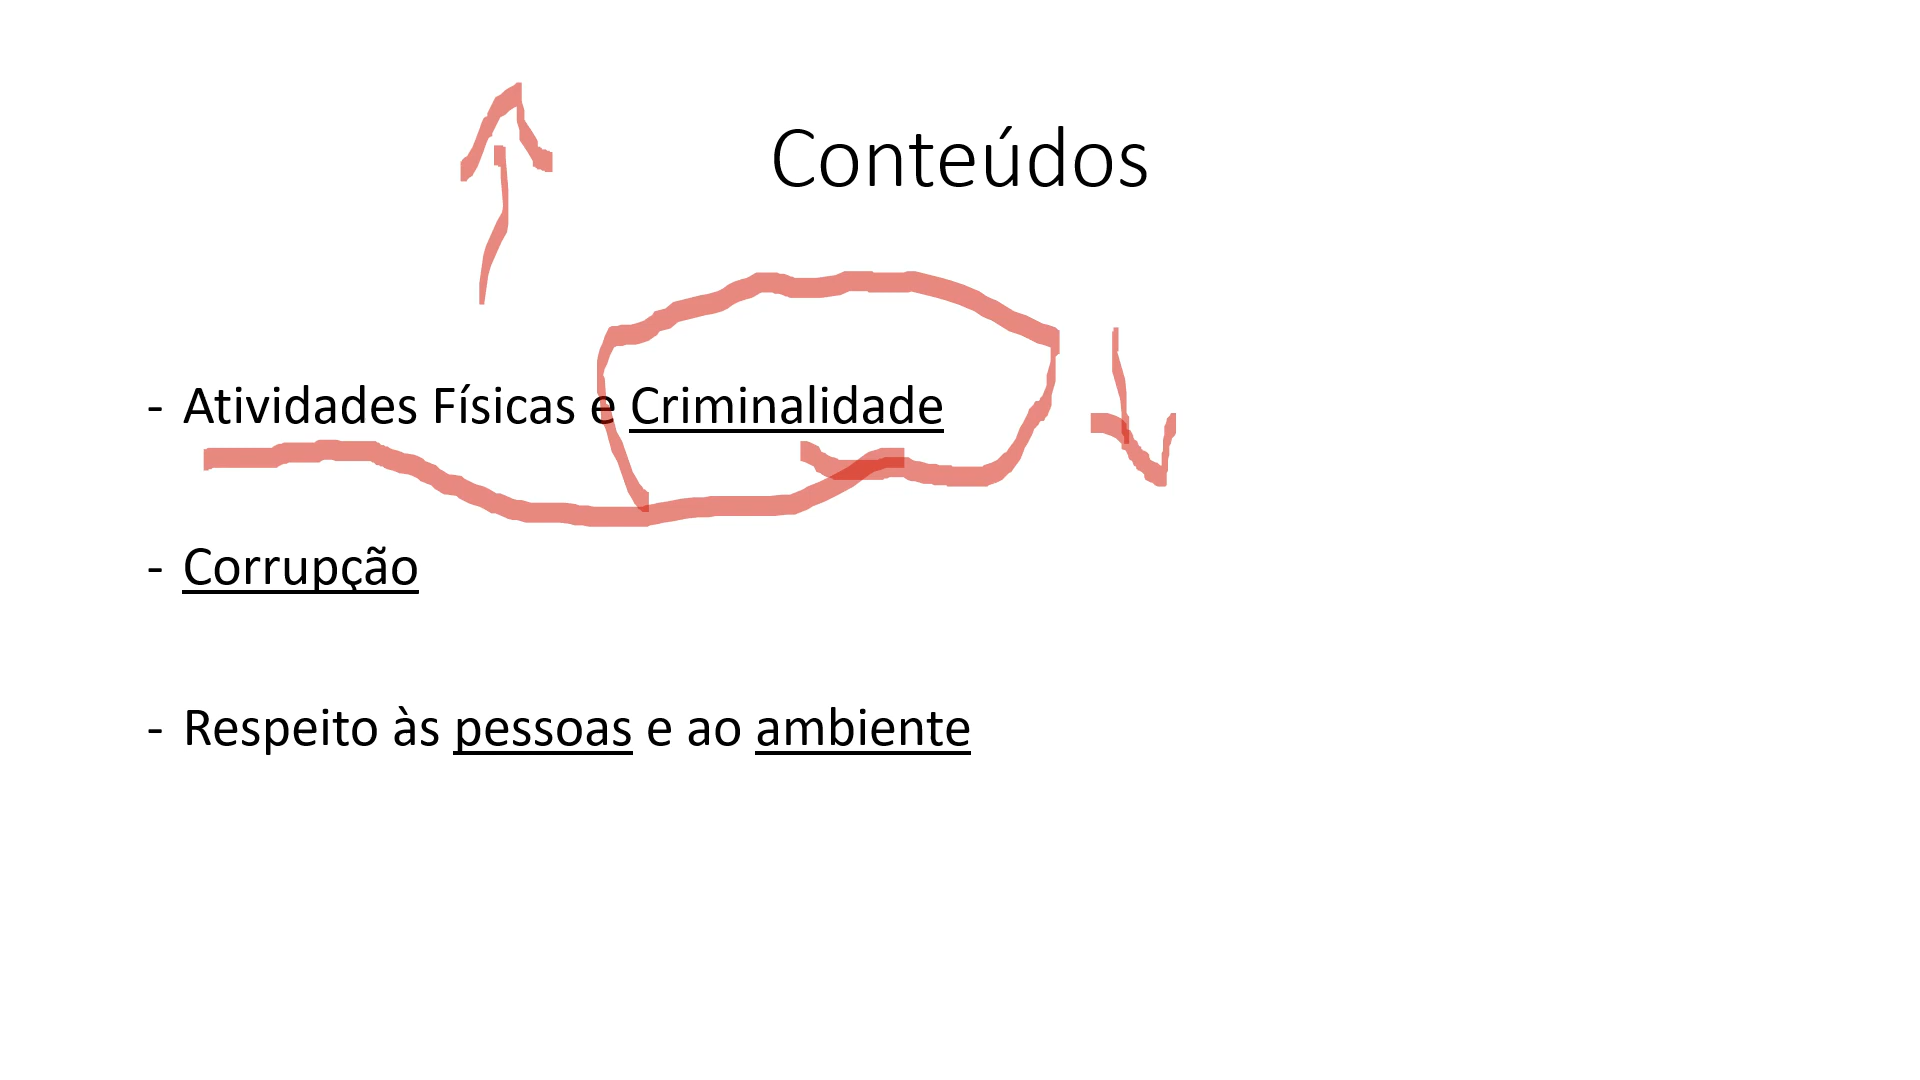 Conteúdos
- Atividades Físicas e Criminalidade
- Corrupção
- Respeito às pessoas e ao ambiente